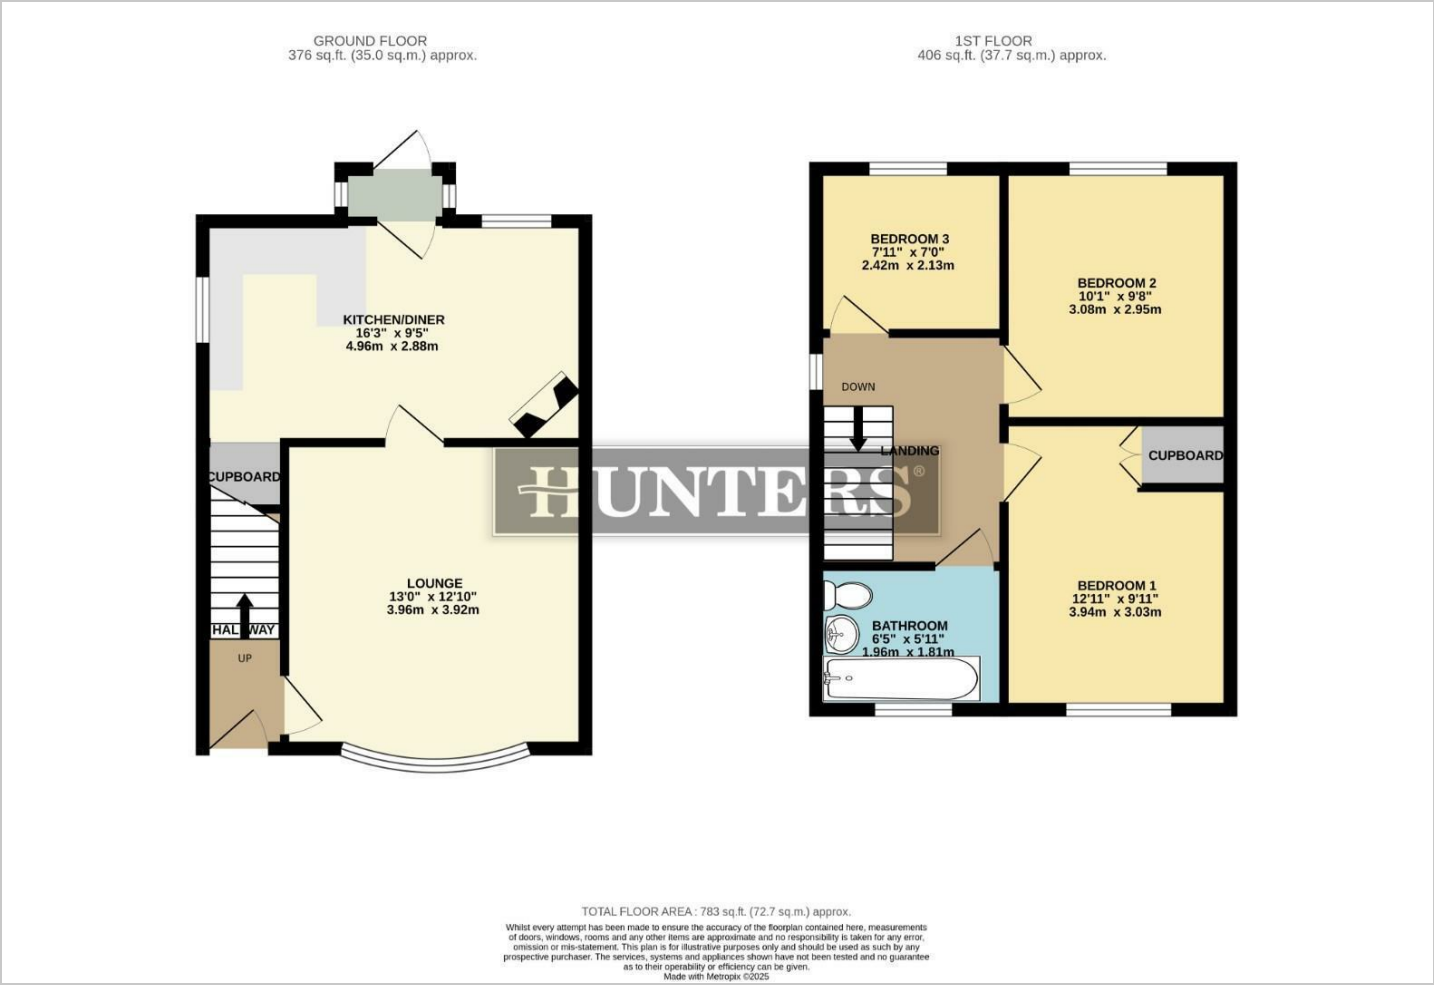 GROUND FLOOR
376 sq.ft. (35.0 sq.m.) approx.
1ST FLOOR
406 sq.ft. (37.7 sq.m.) approx.
KITCHEN/DINER
16'3" x 9'5"
4.96m x 2.88m
CUPBOARD
LOUNGE
13'0" x 12'10"
3.96m x 3.92m
HALLWAY
UP
HUNTERS®
BEDROOM 3
7'11" x 7'0"
2.42m x 2.13m
BEDROOM 2
10'1" x 9'8"
3.08m x 2.95m
DOWN
LANDING
CUPBOARD
BEDROOM 1
12'11" x 9'11"
3.94m x 3.03m
BATHROOM
6'5" x 5'11"
1.96m x 1.81m
TOTAL FLOOR AREA : 783 sq.ft. (72.7 sq.m.) approx.
Whilst every attempt has been made to ensure the accuracy of the floorplan contained here, measurements
of doors, windows, rooms and any other items are approximate and no responsibility is taken for any error,
omission or mis-statement. This plan is for illustrative purposes only and should be used as such by any
prospective purchaser. The services, systems and appliances shown have not been tested and no guarantee
as to their operability or efficiency can be given.
Made with Metropix ©2025